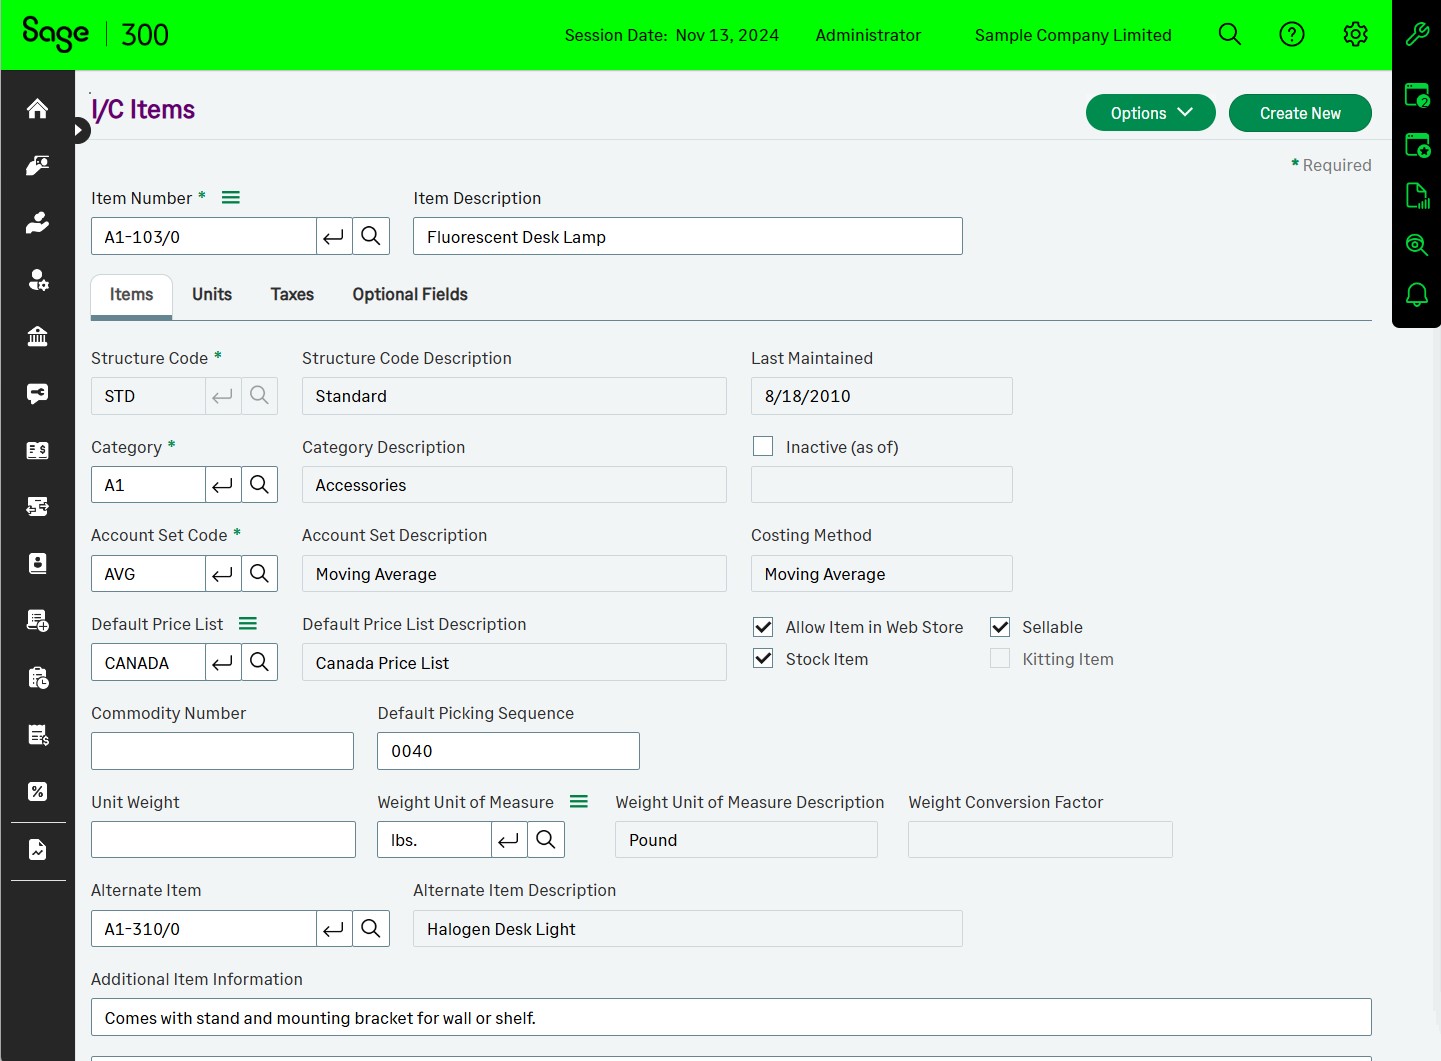 Sage | 300
Session Date: Nov 13, 2024 Administrator Sample Company Limited
I/C Items
Options Create New
2
* Required
Item Number * Item Description
A1-103/0 Fluorescent Desk Lamp
Items Units Taxes Optional Fields
Structure Code * Structure Code Description Last Maintained
STD Standard 8/18/2010
Category * Category Description Inactive (as of)
A1 Accessories
Account Set Code * Account Set Description Costing Method
AVG Moving Average Moving Average
Default Price List Default Price List Description Allow Item in Web Store Sellable
CANADA Canada Price List Stock Item Kitting Item
Commodity Number Default Picking Sequence
0040
Unit Weight Weight Unit of Measure Weight Unit of Measure Description Weight Conversion Factor
lbs. Pound
Alternate Item Alternate Item Description
A1-310/0 Halogen Desk Light
Additional Item Information
Comes with stand and mounting bracket for wall or shelf.